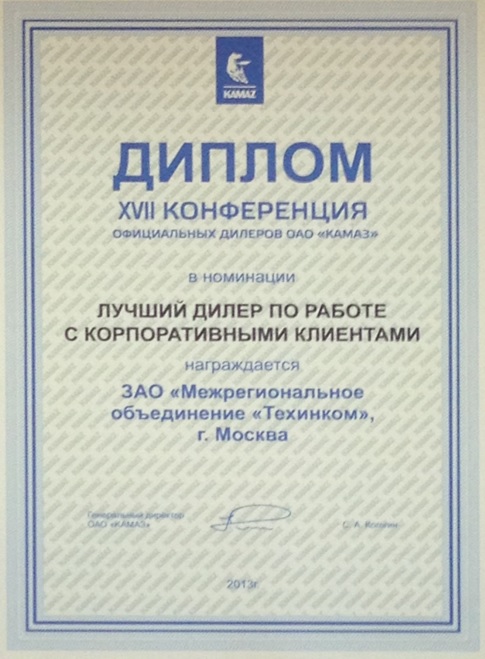 KAMAZ
ДИПЛОМ
XVII КОНФЕРЕНЦИЯ
ОФИЦИАЛЬНЫХ ДИЛЕРОВ ОАО «КАМАЗ»
в номинации
ЛУЧШИЙ ДИЛЕР ПО РАБОТЕ
С КОРПОРАТИВНЫМИ КЛИЕНТАМИ
награждается
ЗАО «Межрегиональное
объединение «Техинком»,
г. Москва
Генеральный директор
ОАО «КАМАЗ»
С. А. Когогин
2013г.